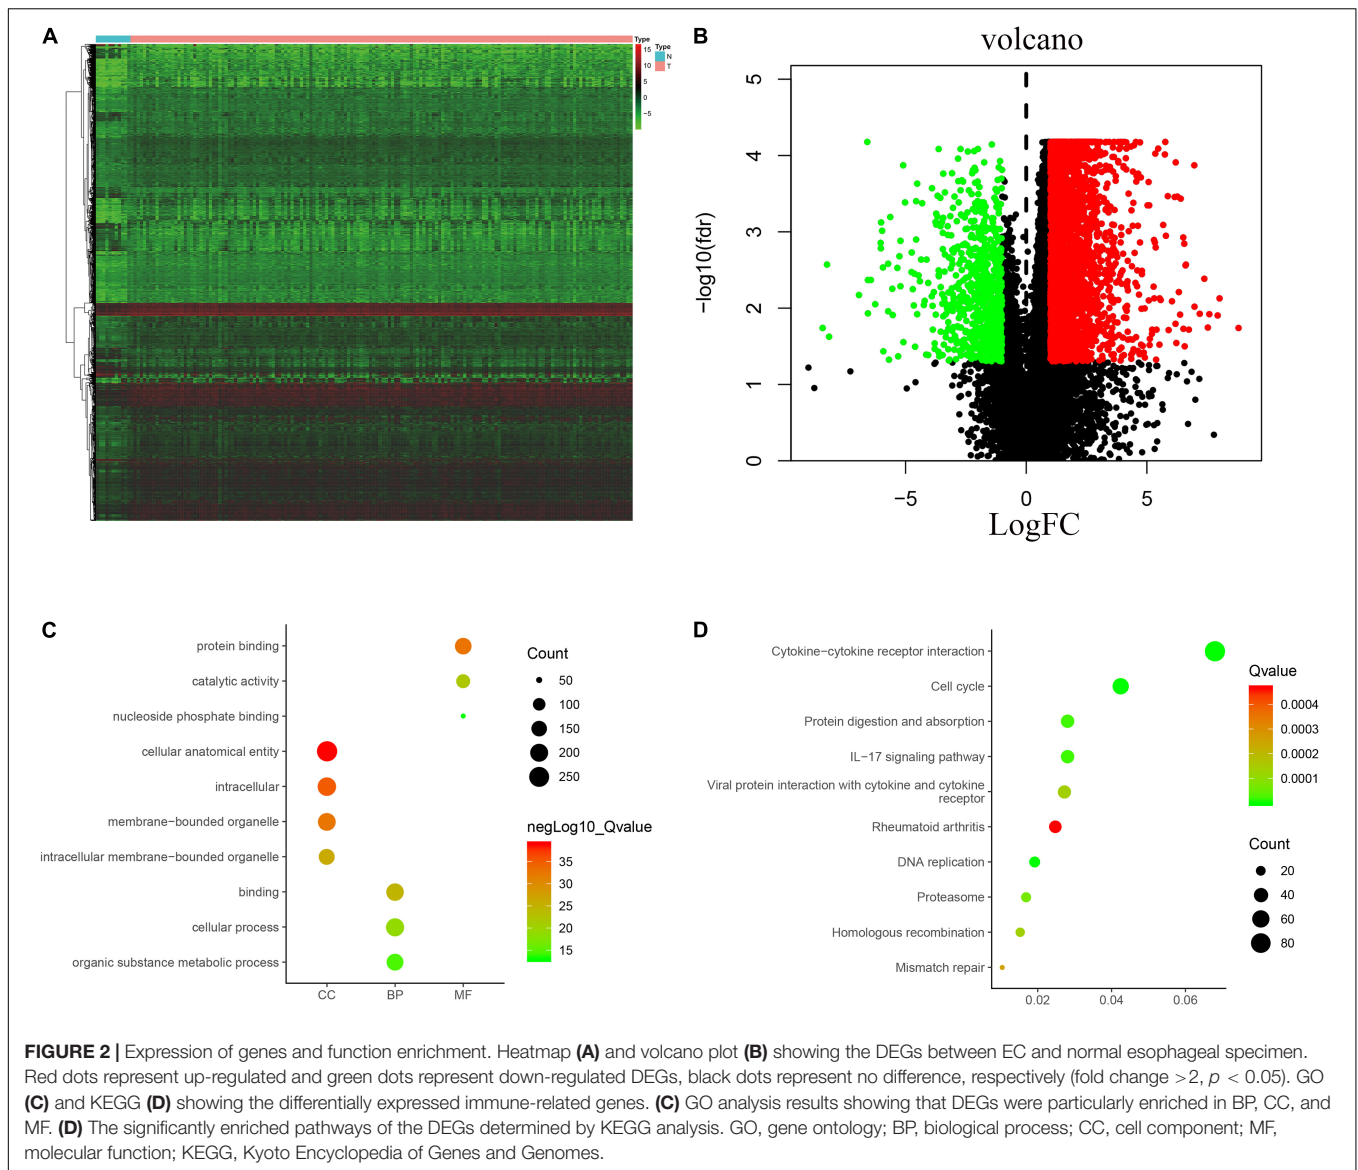 A
Type
15
10
5
0
−5
Type
N
T
B
volcano
5
4
3
2
1
0
−log10(fdr)
−5
0
5
LogFC
C
protein binding
catalytic activity
nucleoside phosphate binding
cellular anatomical entity
intracellular
membrane−bounded organelle
intracellular membrane−bounded organelle
binding
cellular process
organic substance metabolic process
CC
BP
MF
Count
50
100
150
200
250
negLog10_Qvalue
35
30
25
20
15
D
Cytokine−cytokine receptor interaction
Cell cycle
Protein digestion and absorption
IL−17 signaling pathway
Viral protein interaction with cytokine and cytokine
receptor
Rheumatoid arthritis
DNA replication
Proteasome
Homologous recombination
Mismatch repair
0.02
0.04
0.06
Qvalue
0.0004
0.0003
0.0002
0.0001
Count
20
40
60
80
FIGURE 2 | Expression of genes and function enrichment. Heatmap (A) and volcano plot (B) showing the DEGs between EC and normal esophageal specimen.
Red dots represent up-regulated and green dots represent down-regulated DEGs, black dots represent no difference, respectively (fold change >2, p < 0.05). GO
(C) and KEGG (D) showing the differentially expressed immune-related genes. (C) GO analysis results showing that DEGs were particularly enriched in BP, CC, and
MF. (D) The significantly enriched pathways of the DEGs determined by KEGG analysis. GO, gene ontology; BP, biological process; CC, cell component; MF,
molecular function; KEGG, Kyoto Encyclopedia of Genes and Genomes.